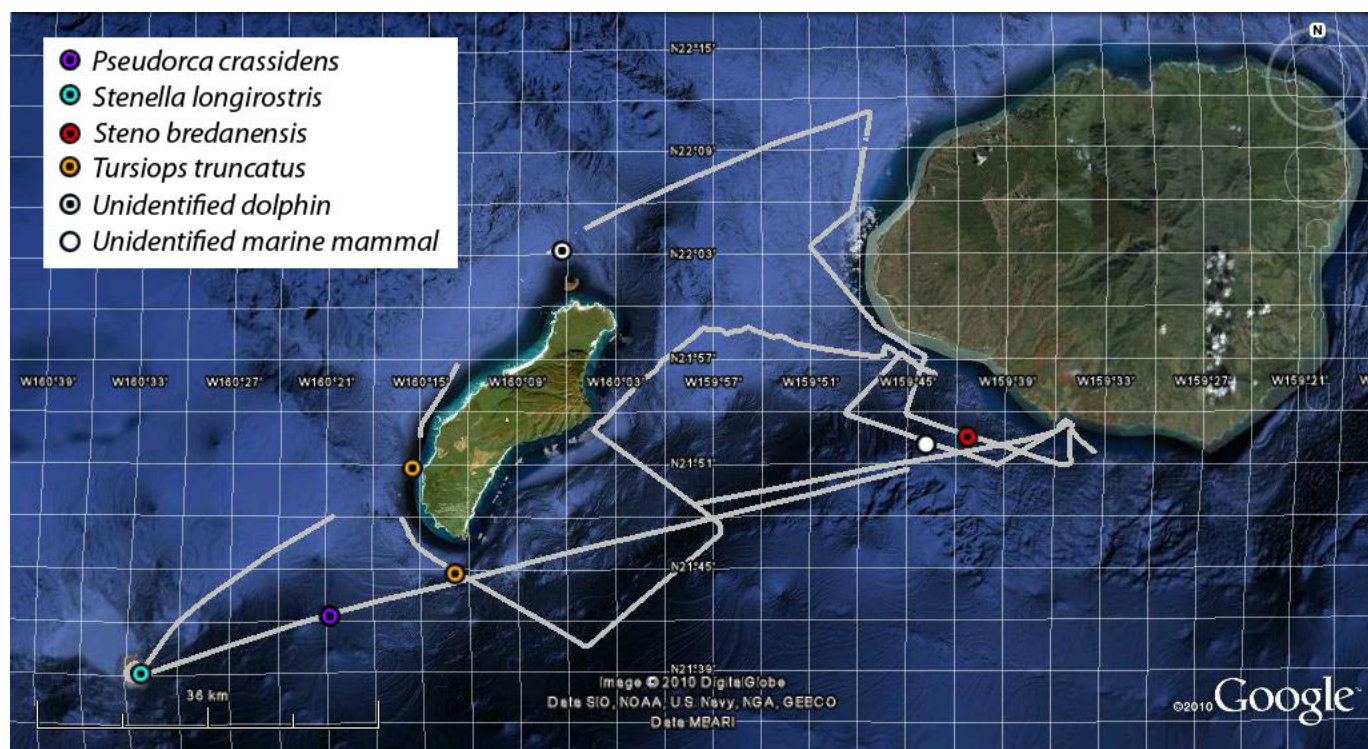 Pseudorca crassidens
Stenella longirostris
Steno bredanensis
Tursiops truncatus
Unidentified dolphin
Unidentified marine mammal
N
N22°15'
N22°09'
N22°03'
N21°57'
W160°39'
W160°33'
W160°27'
W160°21'
W160°15'
W160°09'
W160°03'
W159°57'
W159°51'
W159°45'
W159°39'
W159°33'
W159°27'
W159°21'
N21°51'
N21°45'
N21°39'
36 km
Image © 2010 DigitalGlobe
Data SIO, NOAA, U.S. Navy, NGA, GEBCO
Data MBARI
©2010 Google